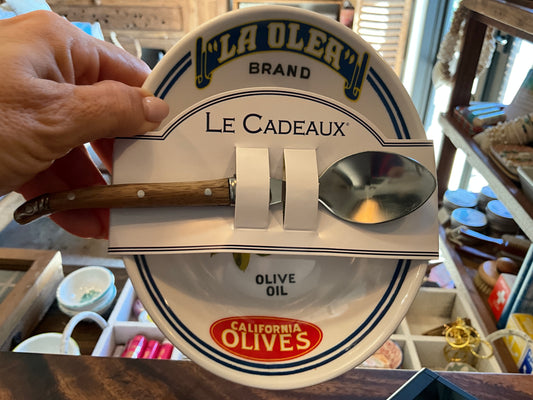 "LA OLEA"
BRAND
LE CADEAUX®
OLIVE
OIL
CALIFORNIA
OLIVES